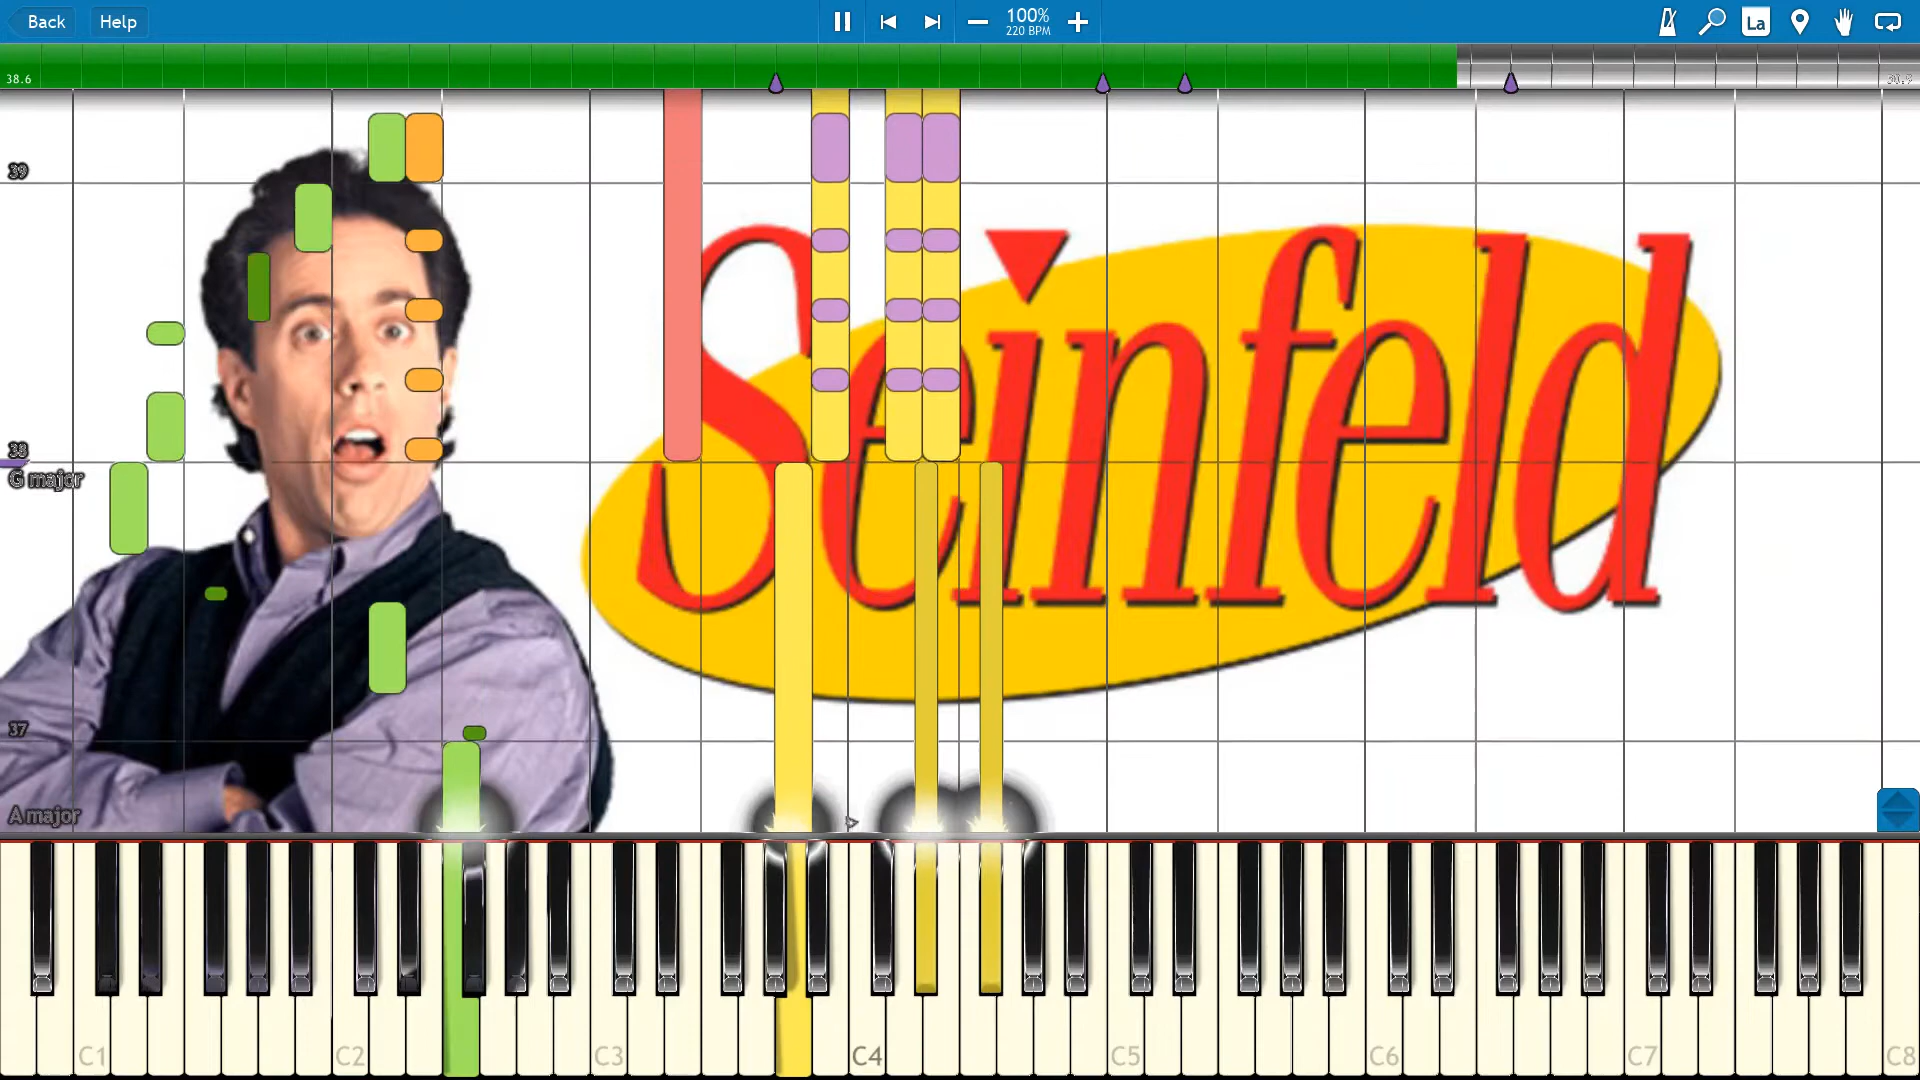 Back
Help
100%
220 BPM
La
38.6
39
Seinfeld
38
G major
37
A major
C1
C2
C3
C4
C5
C6
C7
C8